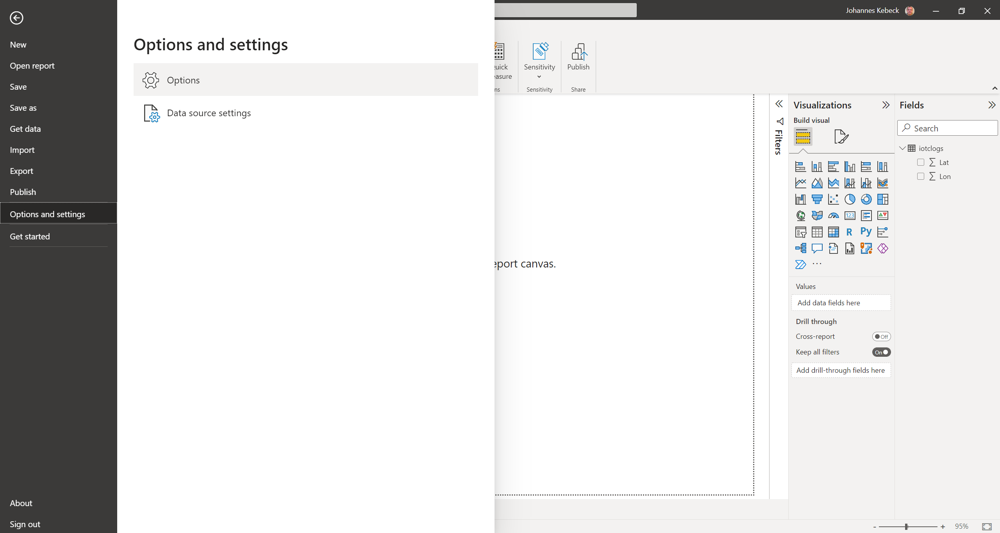 New
Open report
Save
Save as
Get data
Import
Export
Publish
Options and settings
Get started
About
Sign out
Options and settings
Options
Data source settings
Johannes Kebeck
uick
easure
ns
Sensitivity
Sensitivity
Publish
Share
eport canvas.
Filters
Visualizations
Build visual
123
R
Py
...
Values
Add data fields here
Drill through
Cross-report
Off
Keep all filters
On
Add drill-through fields here
Fields
Search
iotclogs
∑ Lat
∑ Lon
- + 95%